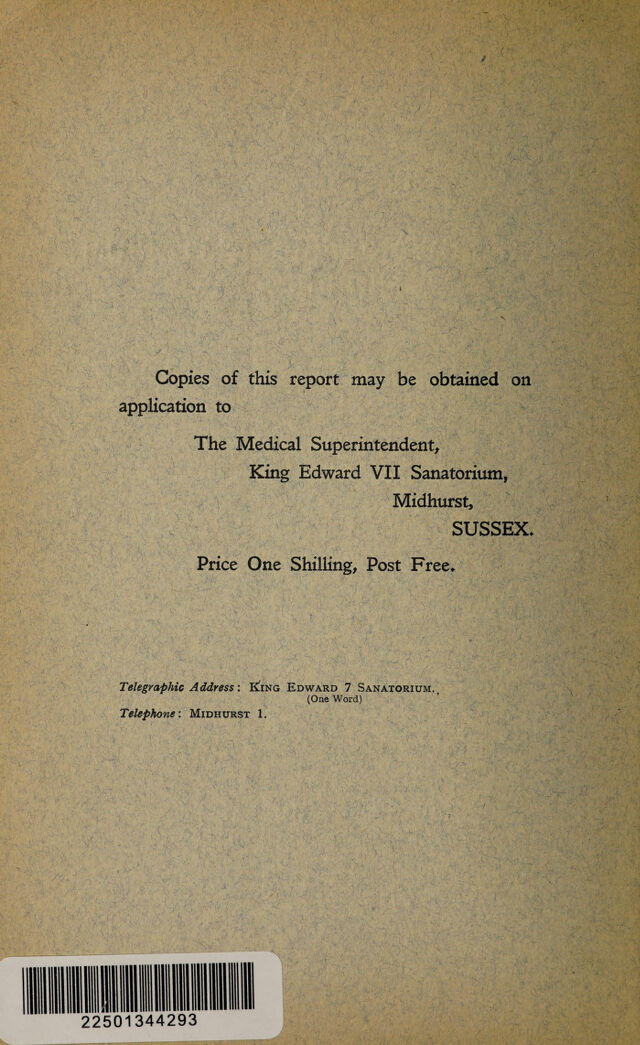 Copies of this report may be obtained on
application to
The Medical Superintendent,
King Edward VII Sanatorium,
Midhurst,
SUSSEX.
Price One Shilling, Post Free.
Telegraphic Address: KING EDWARD 7 SANATORIUM.
(One Word)
Telephone: MIDHURST 1.
22501344293